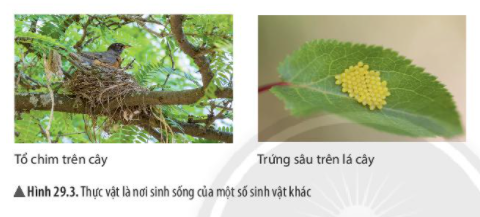 Tổ chim trên cây
Trứng sâu trên lá cây
▲Hình 29.3. Thực vật là nơi sinh sống của một số sinh vật khác